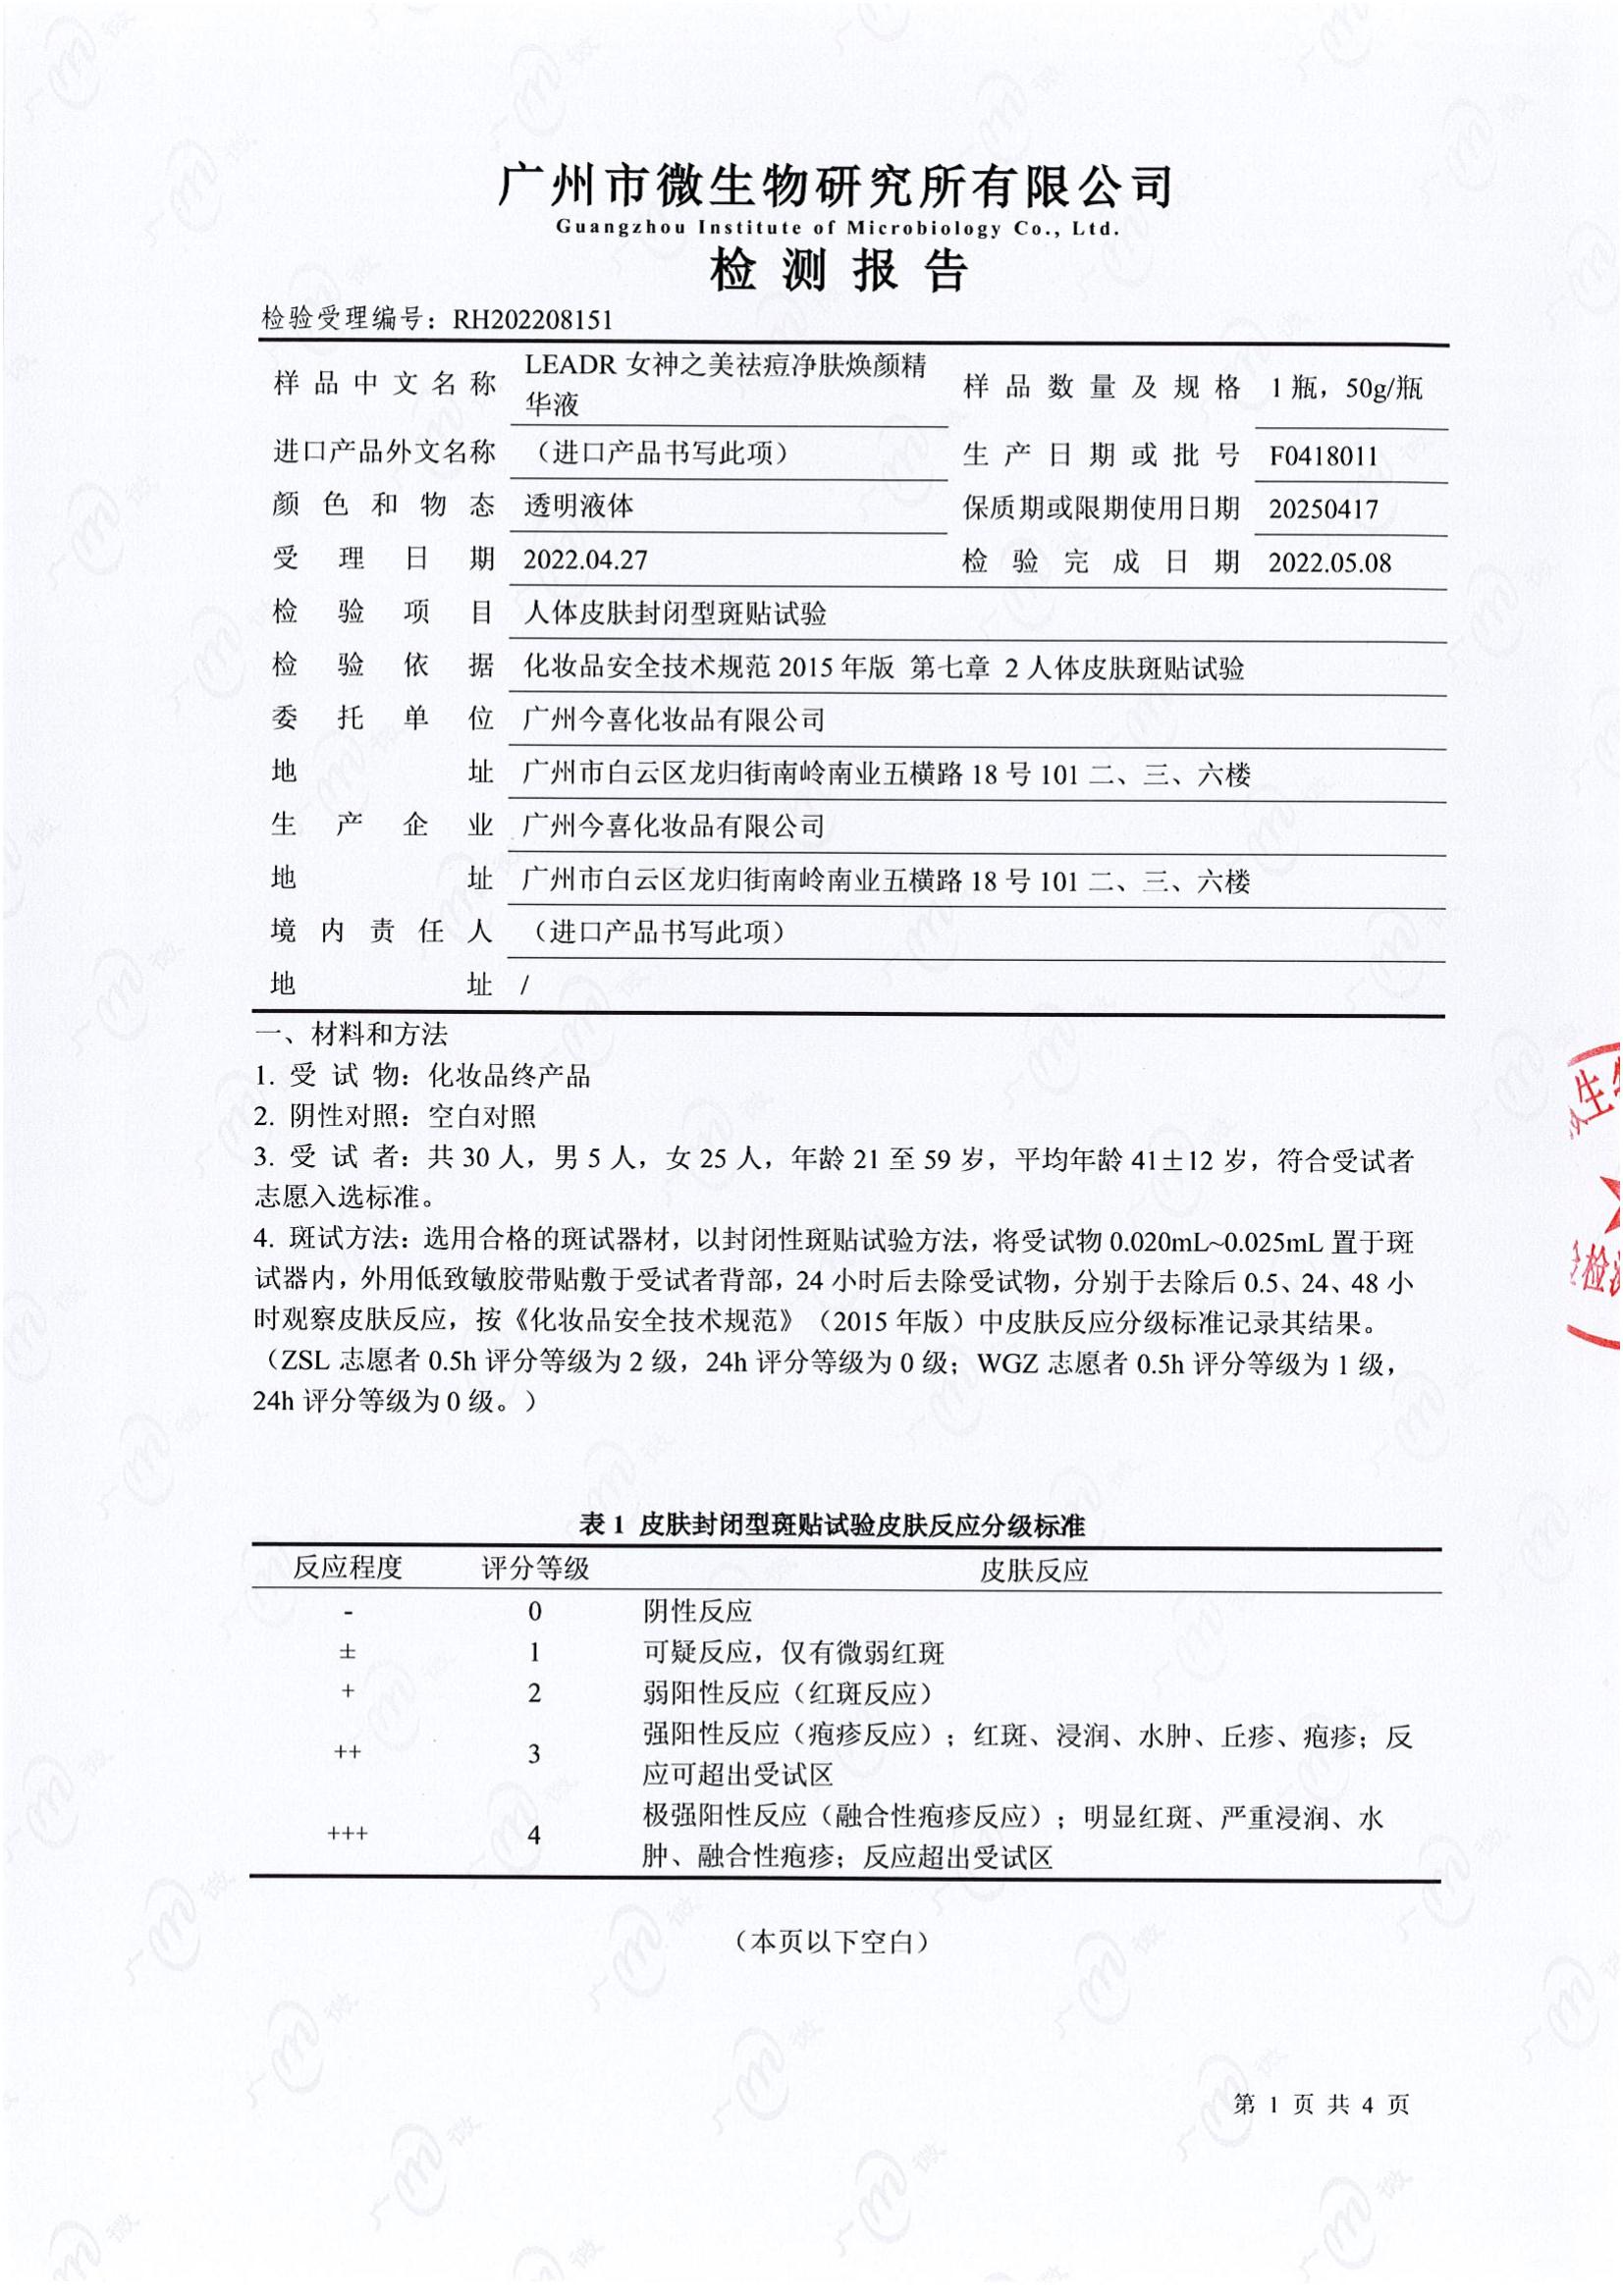 广州市微生物研究所有限公司
Guangzhou Institute of Microbiology Co., Ltd.
检测报告
检验受理编号：RH202208151
样品中文名称 LEADR 女神之美祛痘净肤焕颜精华液 样品数量及规格 1 瓶，50g/瓶
进口产品外文名称 （进口产品书写此项） 生产日期或批号 F0418011
颜色和物态 透明液体 保质期或限期使用日期 20250417
受理日期 2022.04.27 检验完成日期 2022.05.08
检验项目 人体皮肤封闭型斑贴试验
检验依据 化妆品安全技术规范 2015 年版 第七章 2 人体皮肤斑贴试验
委托单位 广州今喜化妆品有限公司
地址 广州市白云区龙归街南岭南业五横路 18 号 101 二、三、六楼
生产企业 广州今喜化妆品有限公司
地址 广州市白云区龙归街南岭南业五横路 18 号 101 二、三、六楼
境内责任人 （进口产品书写此项）
地址 /
一、材料和方法
1. 受试物：化妆品终产品
2. 阴性对照：空白对照
3. 受试者：共 30 人，男 5 人，女 25 人，年龄 21 至 59 岁，平均年龄 41±12 岁，符合受试者
志愿入选标准。
4. 斑试方法：选用合格的斑试器材，以封闭性斑贴试验方法，将受试物 0.020mL~0.025mL 置于斑
试器内，外用低致敏胶带贴敷于受试者背部，24 小时后去除受试物，分别于去除后 0.5、24、48 小
时观察皮肤反应，按《化妆品安全技术规范》（2015 年版）中皮肤反应分级标准记录其结果。
（ZSL 志愿者 0.5h 评分等级为 2 级，24h 评分等级为 0 级；WGZ 志愿者 0.5h 评分等级为 1 级，
24h 评分等级为 0 级。）
表 1 皮肤封闭型斑贴试验皮肤反应分级标准
反应程度 评分等级 皮肤反应
- 0 阴性反应
± 1 可疑反应，仅有微弱红斑
+ 2 弱阳性反应（红斑反应）
++ 3 强阳性反应（疱疹反应）；红斑、浸润、水肿、丘疹、疱疹；反
应可超出受试区
+++ 4 极强阳性反应（融合性疱疹反应）；明显红斑、严重浸润、水
肿、融合性疱疹；反应超出受试区
（本页以下空白）
第 1 页 共 4 页